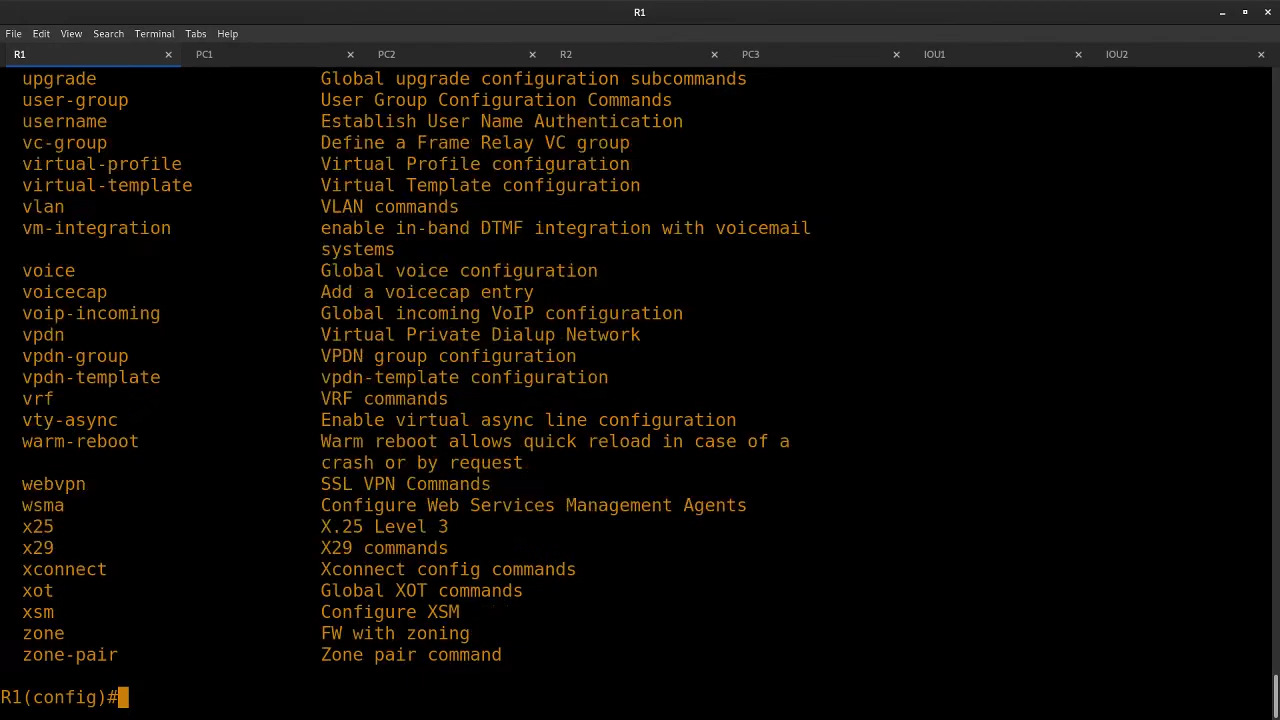 R1
File Edit View Search Terminal Tabs Help
R1 PC1 PC2 R2 PC3 IOU1 IOU2
upgrade Global upgrade configuration subcommands
user-group User Group Configuration Commands
username Establish User Name Authentication
vc-group Define a Frame Relay VC group
virtual-profile Virtual Profile configuration
virtual-template Virtual Template configuration
vlan VLAN commands
vm-integration enable in-band DTMF integration with voicemail
systems
voice Global voice configuration
voicecap Add a voicecap entry
voip-incoming Global incoming VoIP configuration
vpdn Virtual Private Dialup Network
vpdn-group VPDN group configuration
vpdn-template vpdn-template configuration
vrf VRF commands
vty-async Enable virtual async line configuration
warm-reboot Warm reboot allows quick reload in case of a
crash or by request
webvpn SSL VPN Commands
wsma Configure Web Services Management Agents
x25 X.25 Level 3
x29 X29 commands
xconnect Xconnect config commands
xot Global XOT commands
xsm Configure XSM
zone FW with zoning
zone-pair Zone pair command
R1(config)#